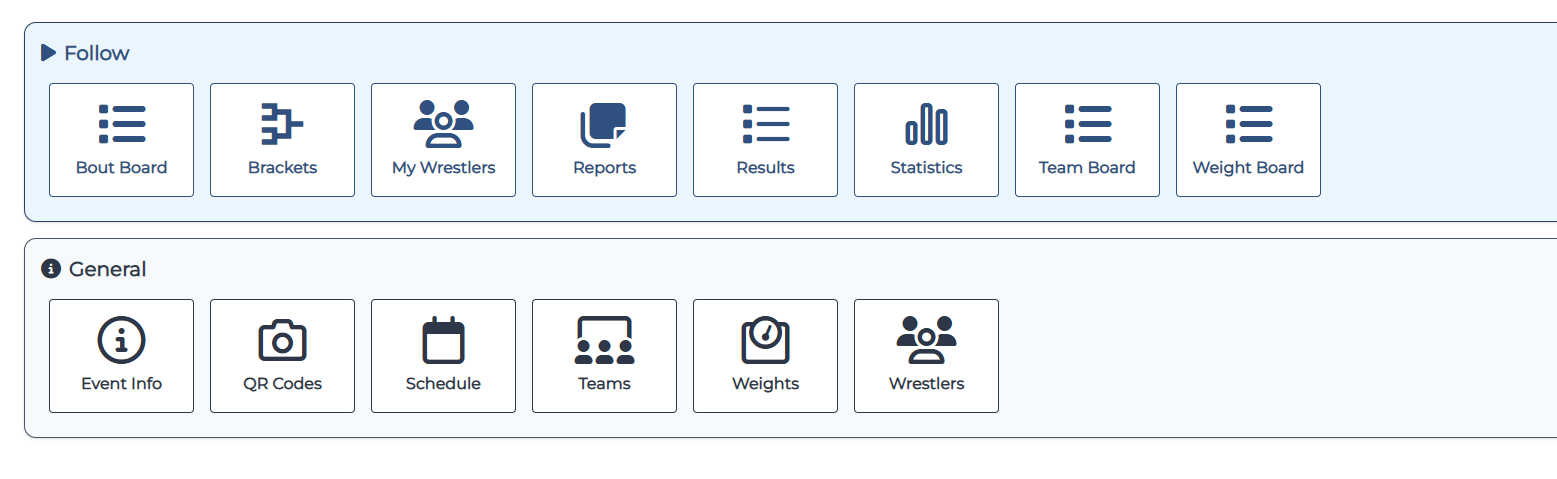 Follow
Bout Board
Brackets
My Wrestlers
Reports
Results
Statistics
Team Board
Weight Board
General
Event Info
QR Codes
Schedule
Teams
Weights
Wrestlers